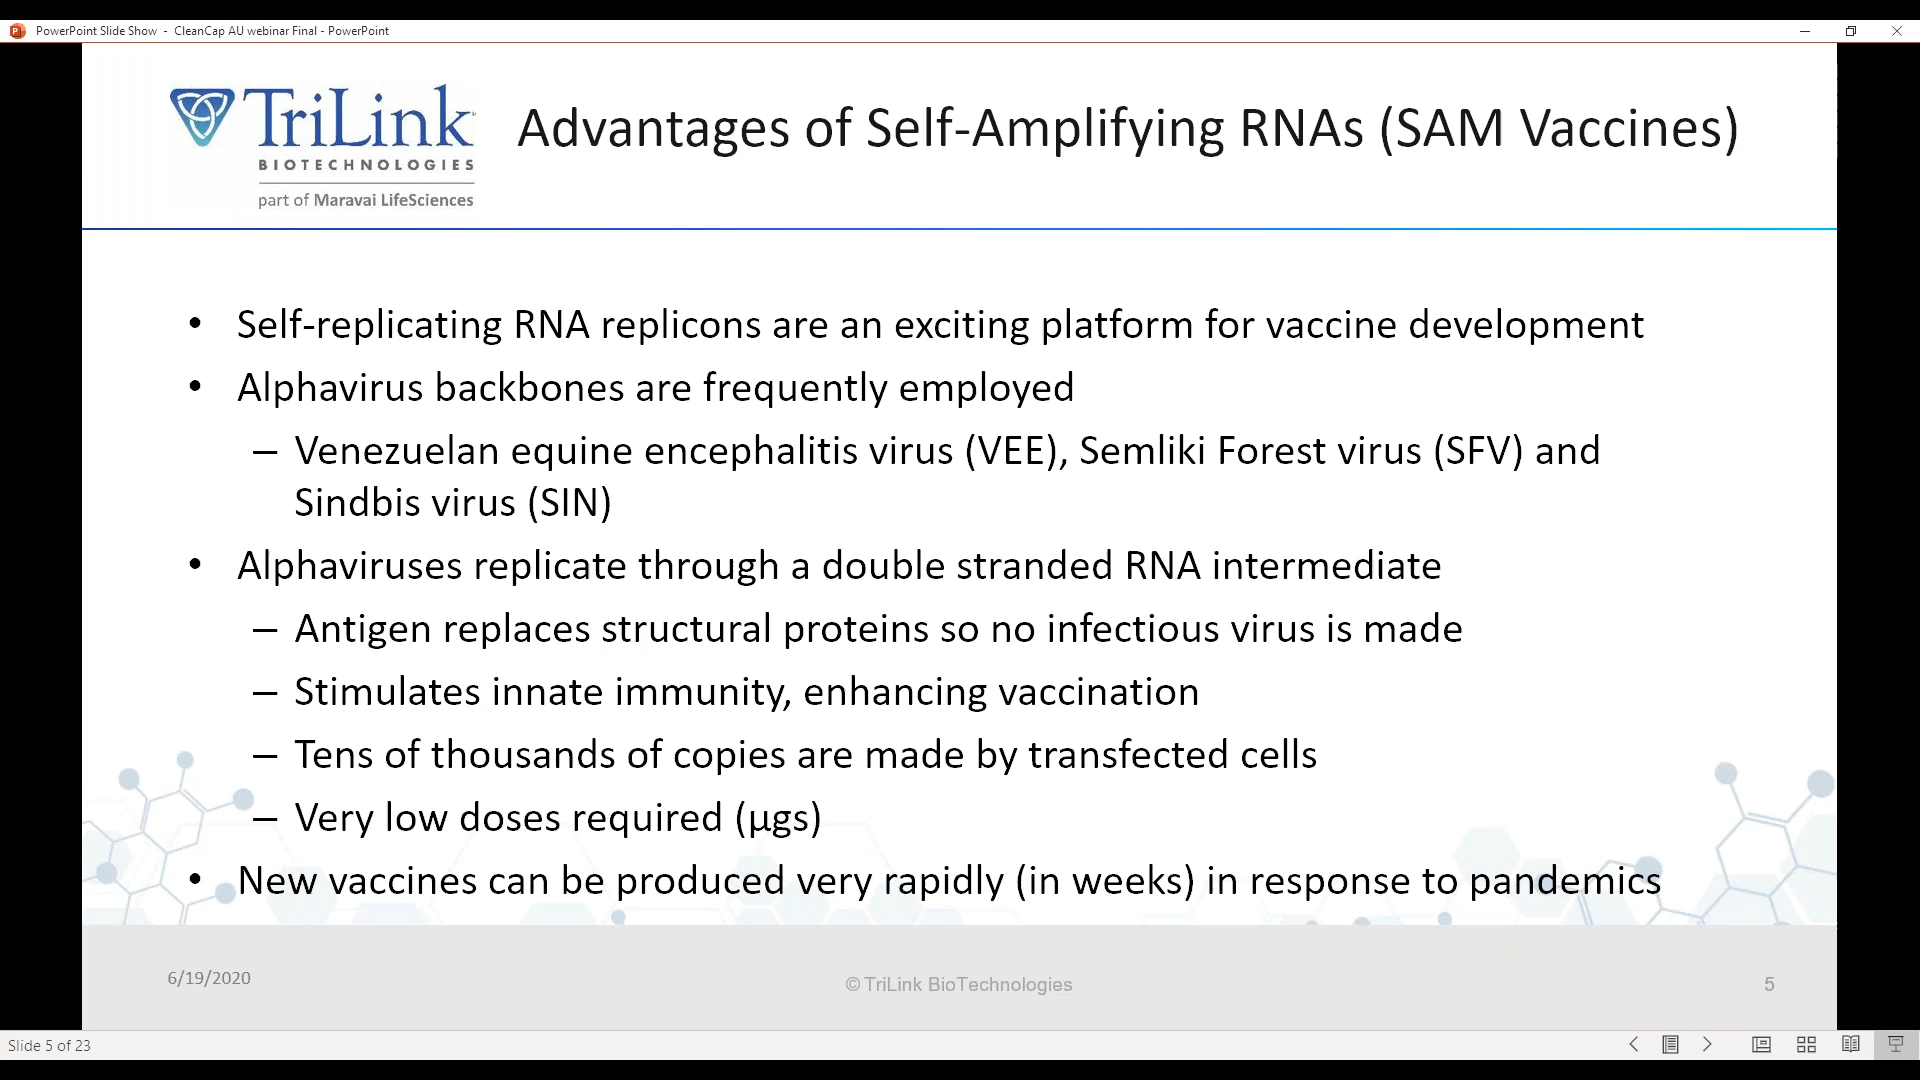 PowerPoint Slide Show - CleanCap AU webinar Final - PowerPoint
TriLink
BIOTECHNOLOGIES
part of Maravai LifeSciences
Advantages of Self-Amplifying RNAs (SAM Vaccines)
• Self-replicating RNA replicons are an exciting platform for vaccine development
• Alphavirus backbones are frequently employed
– Venezuelan equine encephalitis virus (VEE), Semliki Forest virus (SFV) and
Sindbis virus (SIN)
• Alphaviruses replicate through a double stranded RNA intermediate
– Antigen replaces structural proteins so no infectious virus is made
– Stimulates innate immunity, enhancing vaccination
– Tens of thousands of copies are made by transfected cells
– Very low doses required (µgs)
• New vaccines can be produced very rapidly (in weeks) in response to pandemics
6/19/2020
© TriLink BioTechnologies
5
Slide 5 of 23